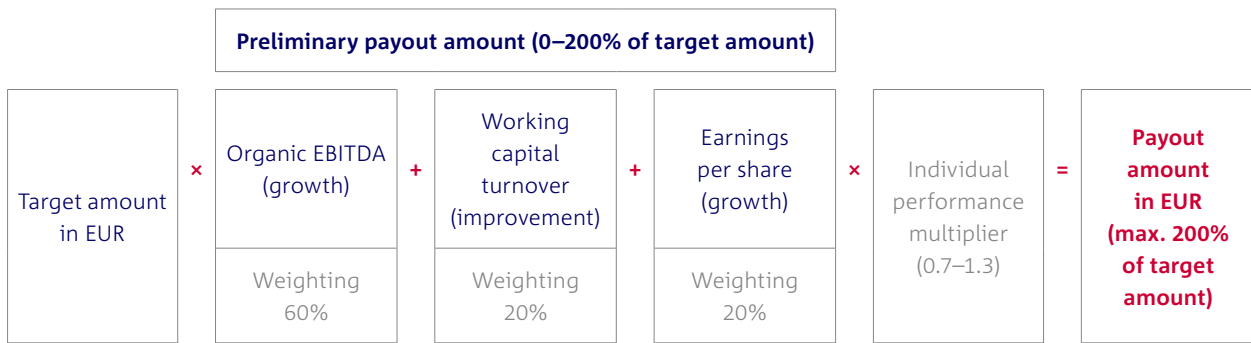 Preliminary payout amount (0–200% of target amount)
Target amount
in EUR
×
Organic EBITDA
(growth)
Weighting
60%
+
Working
capital
turnover
(improvement)
Weighting
20%
+
Earnings
per share
(growth)
Weighting
20%
×
Individual
performance
multiplier
(0.7–1.3)
=
Payout
amount
in EUR
(max. 200%
of target
amount)